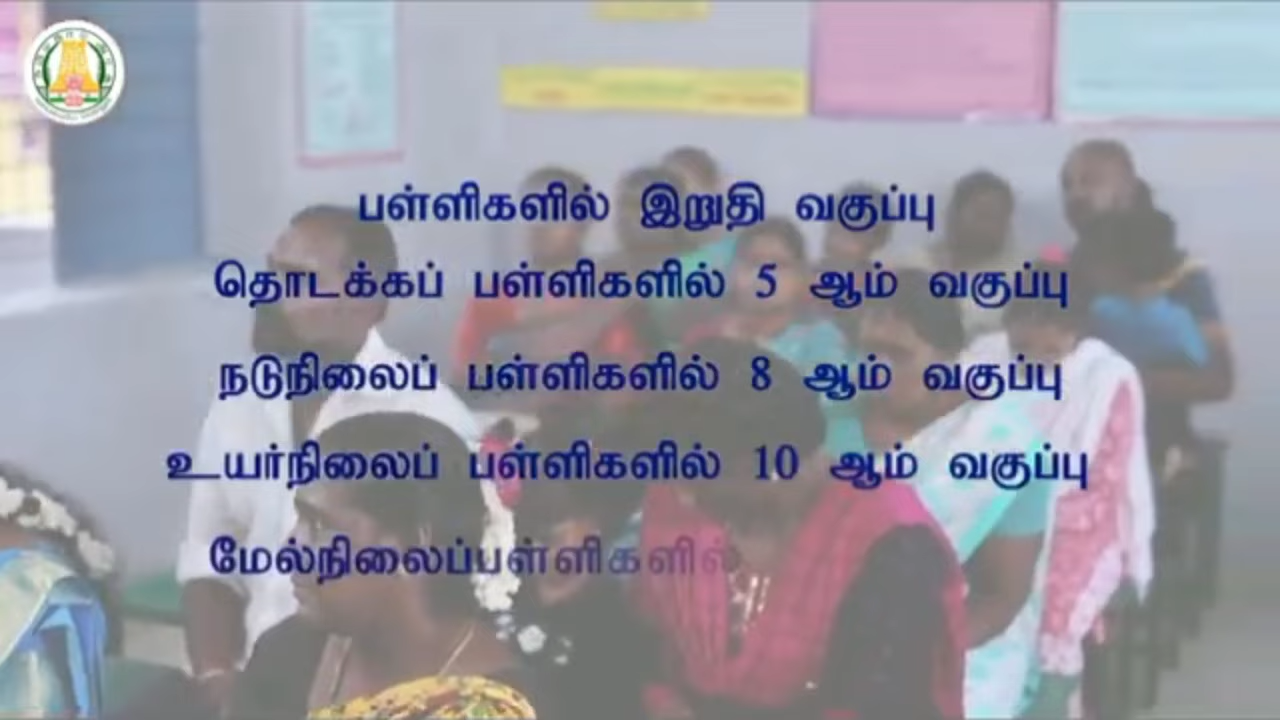 பள்ளிகளில் இறுதி வகுப்பு
தொடக்கப் பள்ளிகளில் 5 ஆம் வகுப்பு
நடுநிலைப் பள்ளிகளில் 8 ஆம் வகுப்பு
உயர்நிலைப் பள்ளிகளில் 10 ஆம் வகுப்பு
மேல்நிலைப்பள்ளிகளில்